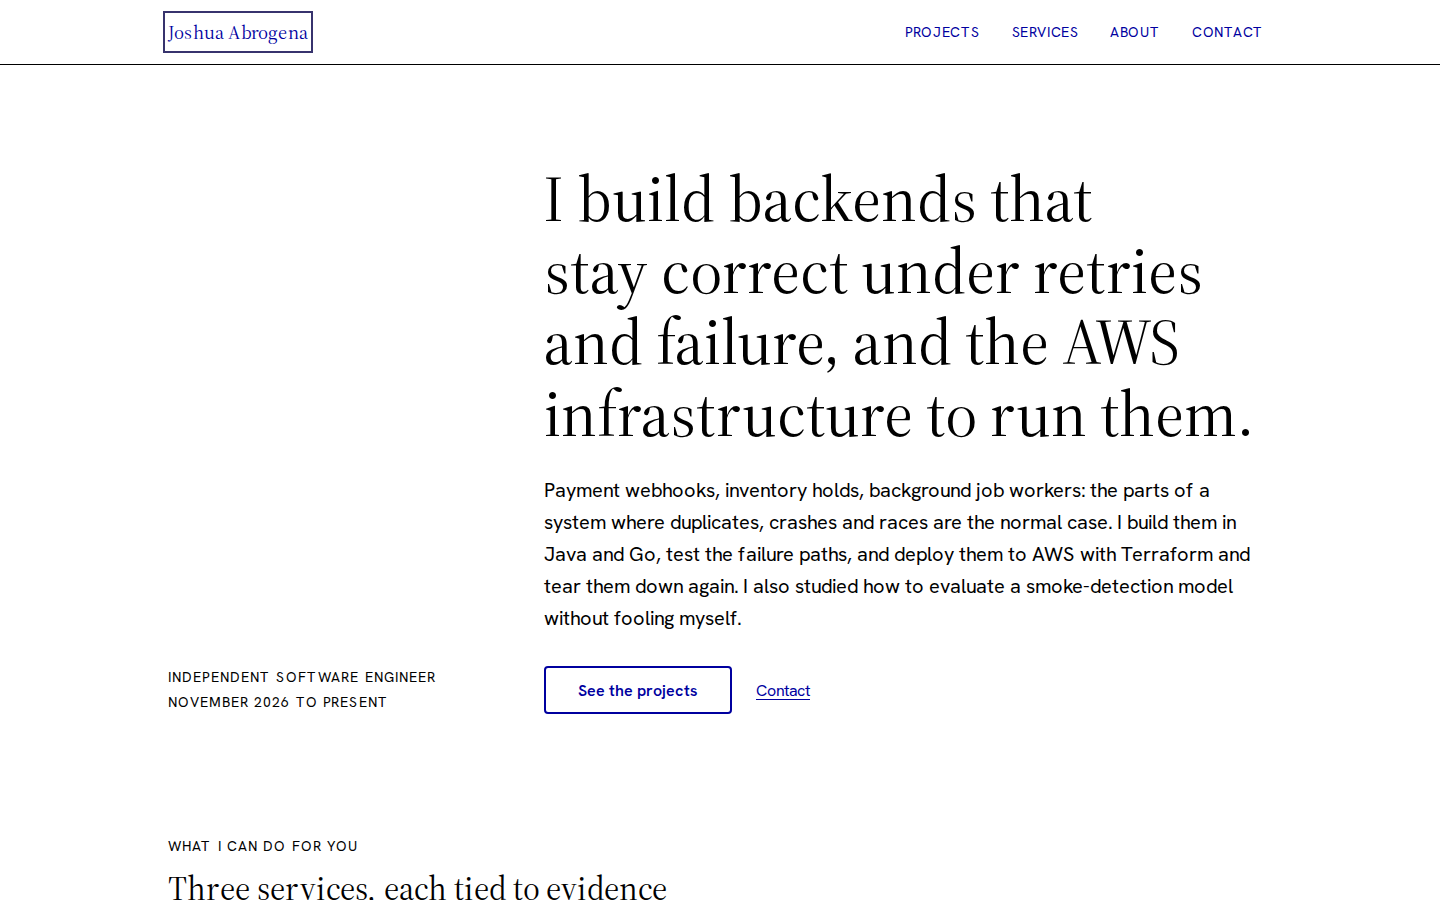 Joshua Abrogena
PROJECTS SERVICES ABOUT CONTACT
I build backends that
stay correct under retries
and failure, and the AWS
infrastructure to run them.
Payment webhooks, inventory holds, background job workers: the parts of a
system where duplicates, crashes and races are the normal case. I build them in
Java and Go, test the failure paths, and deploy them to AWS with Terraform and
tear them down again. I also studied how to evaluate a smoke-detection model
without fooling myself.
INDEPENDENT SOFTWARE ENGINEER
NOVEMBER 2026 TO PRESENT
See the projects
Contact
WHAT I CAN DO FOR YOU
Three services, each tied to evidence